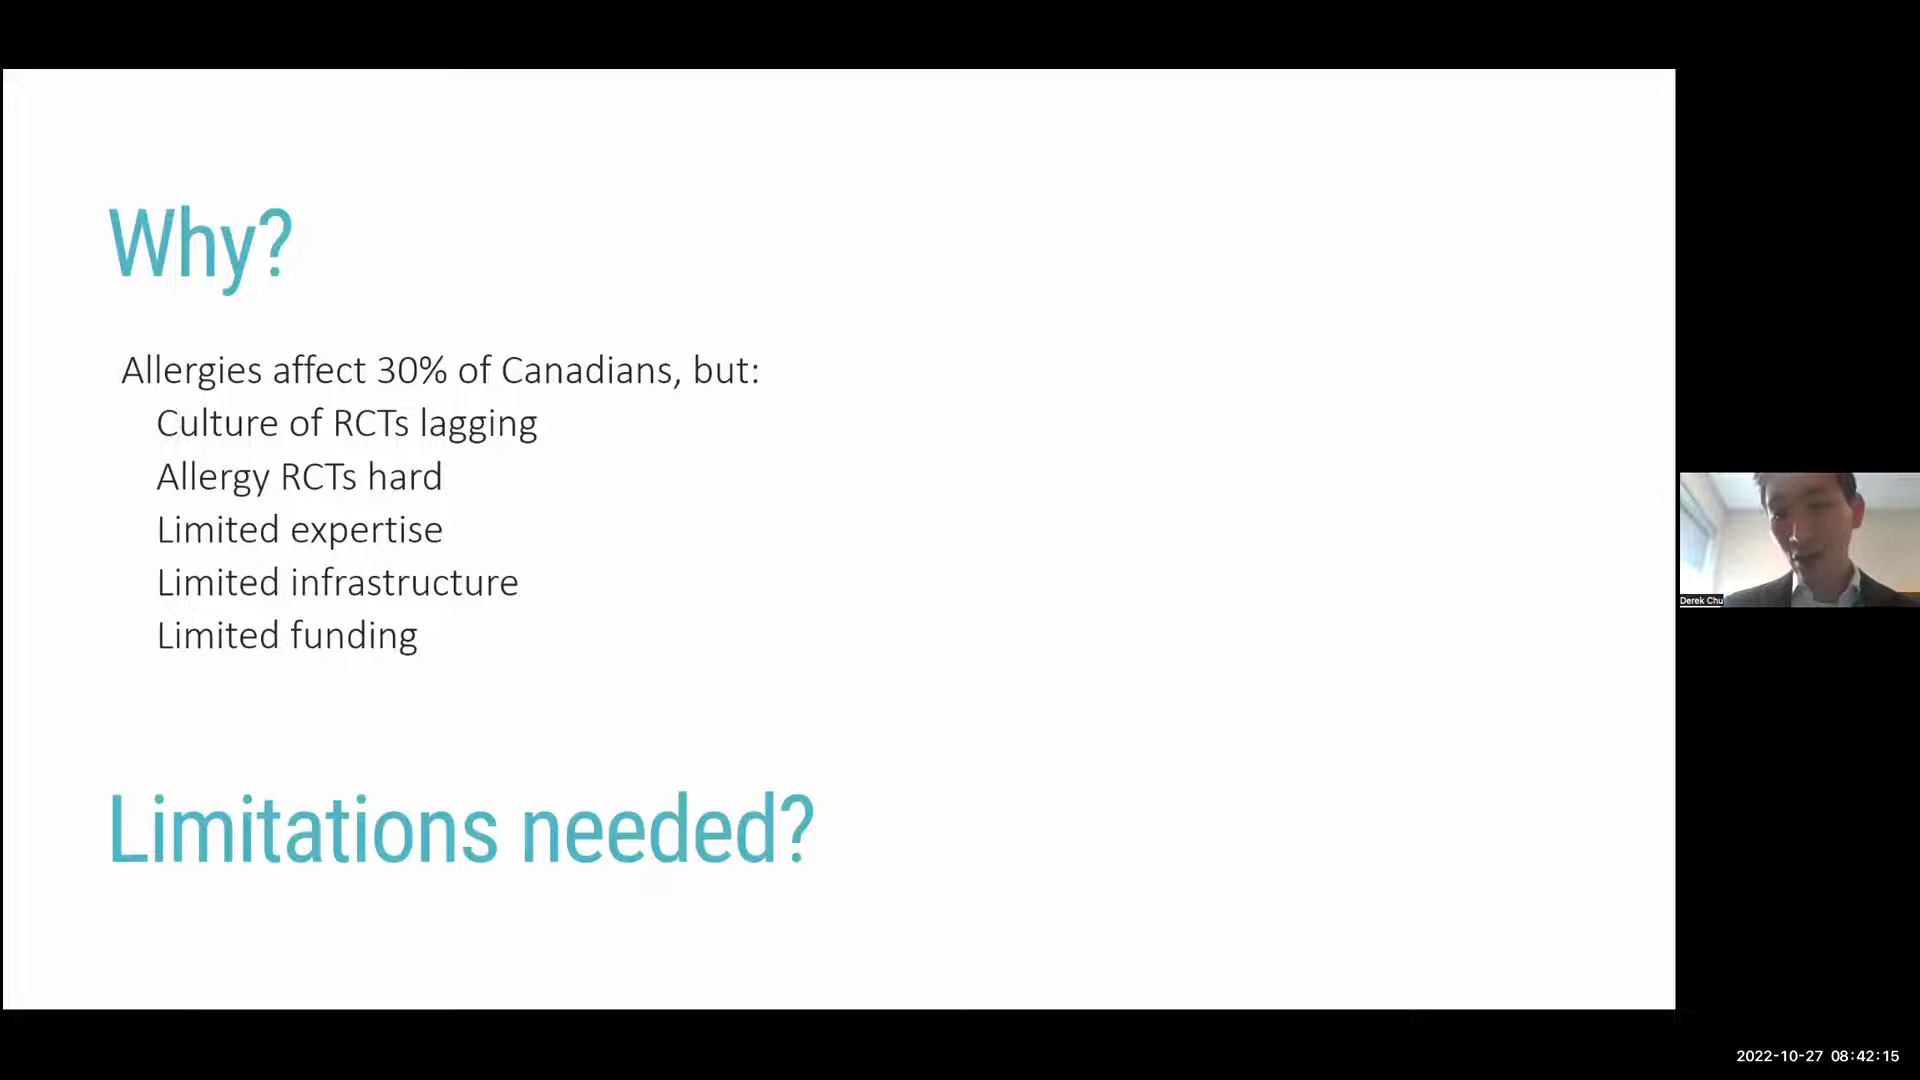 Why?
Allergies affect 30% of Canadians, but:
Culture of RCTs lagging
Allergy RCTs hard
Limited expertise
Limited infrastructure
Limited funding
Limitations needed?
Derek Chu
2022-10-27 08:42:15